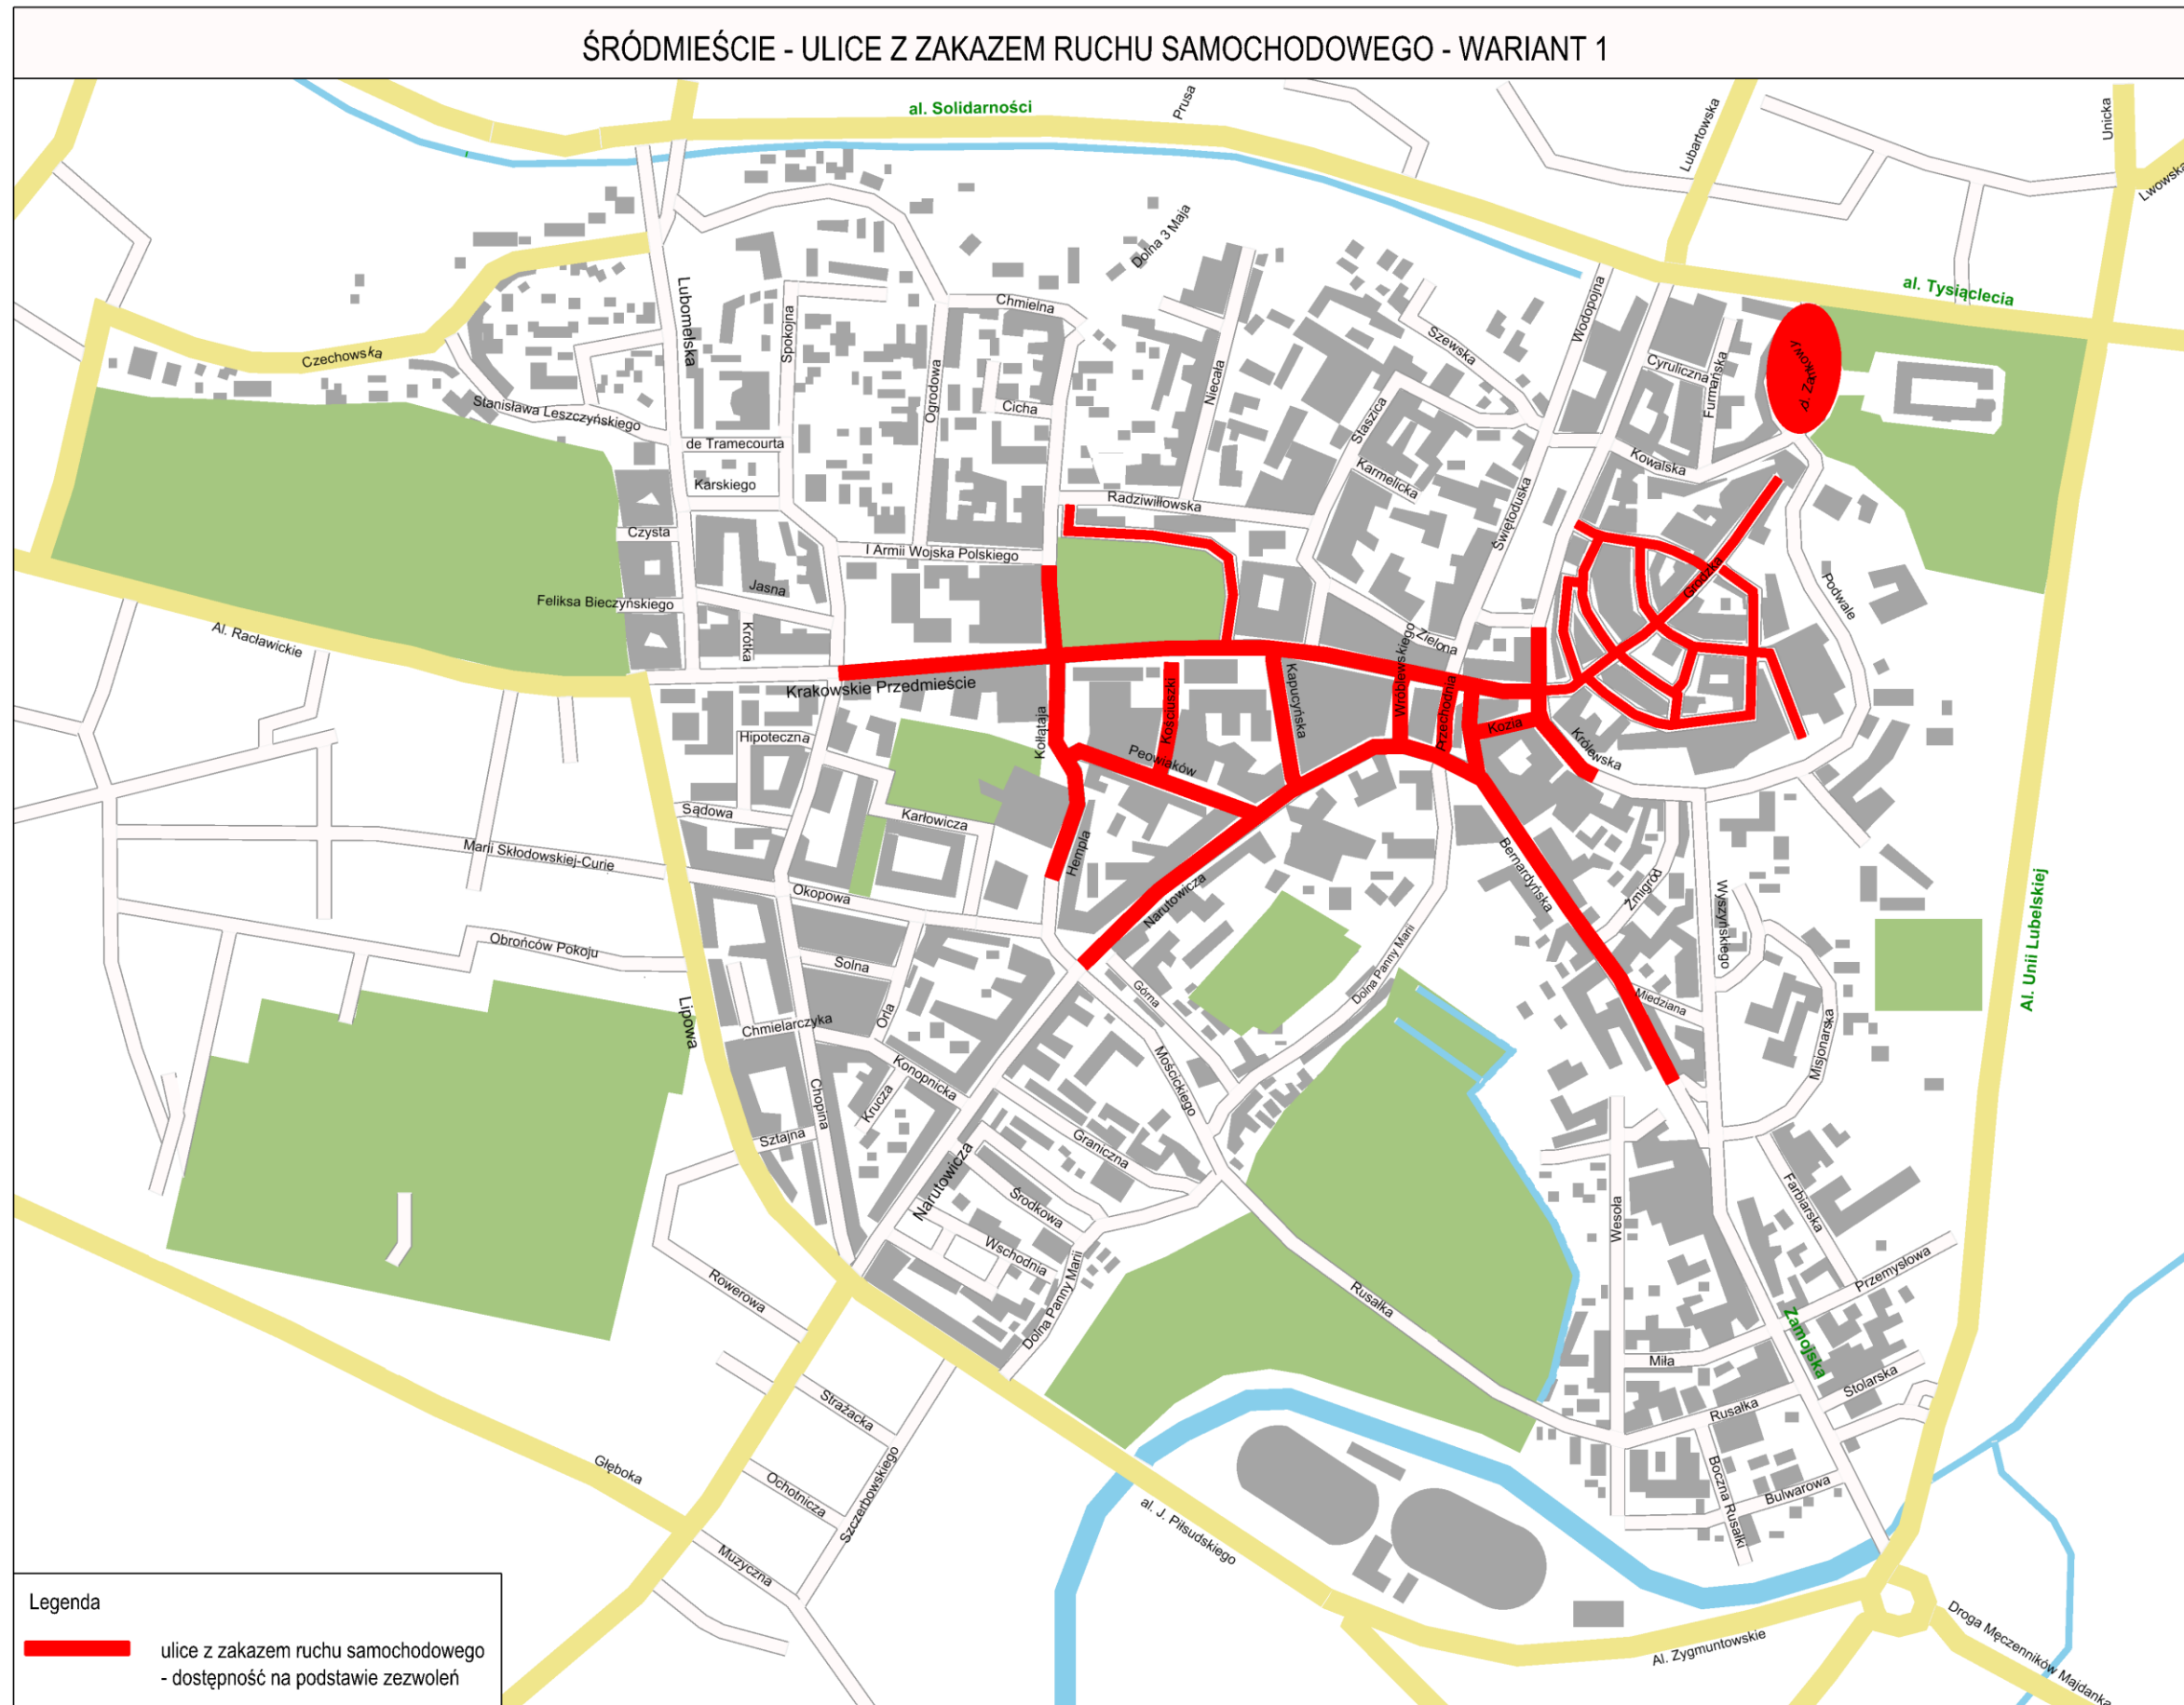 ŚRÓDMIEŚCIE - ULICE Z ZAKAZEM RUCHU SAMOCHODOWEGO - WARIANT 1
al. Solidarności
Prusa
Lubartowska
Unicka
Lwowska
Dolna 3 Maja
al. Tysiąclecia
Lubomelska
Spokojna
Chmielna
Wodopojna
Szewska
Czechowska
Ogrodowa
Niecała
Cyruliczna
Furmańska
pl. Zamkowy
Stanisława Leszczyńskiego
Cicha
Staszica
de Tramecourta
Karskiego
Karmelicka
Kowalska
Radziwiłłowska
Świętoduska
Czysta
I Armii Wojska Polskiego
Jasna
Grodzka
Podwale
Feliksa Bieczyńskiego
Krótka
Al. Racławickie
Zielona
Wróblewskiego
Krakowskie Przedmieście
Kościuszki
Kapucyńska
Przechodnia
Kozia
Kołłątaja
Hipoteczna
Peowiaków
Królewska
Sądowa
Karłowicza
Hempla
Marii Skłodowskiej-Curie
Okopowa
Narutowicza
Bernardyńska
Żmigród
Wyszyńskiego
Obrońców Pokoju
Solna
Górna
Dolna Panny Marii
Miedziana
Al. Unii Lubelskiej
Lipowa
Chmielarczyka
Orla
Misjonarska
Konopnicka
Mościckiego
Chopina
Krucza
Sztajna
Graniczna
Narutowicza
Środkowa
Wschodnia
Dolna Panny Marii
Wesoła
Farbiarska
Przemysłowa
Rowerowa
Rusałka
Zamojska
Miła
Stolarska
Strażacka
Rusałka
Głęboka
Ochotnicza
Szczerbowskiego
Boczna Rusałki
Bulwarowa
al. J. Piłsudskiego
Muzyczna
Al. Zygmuntowskie
Droga Męczenników Majdanka
Legenda
ulice z zakazem ruchu samochodowego
- dostępność na podstawie zezwoleń